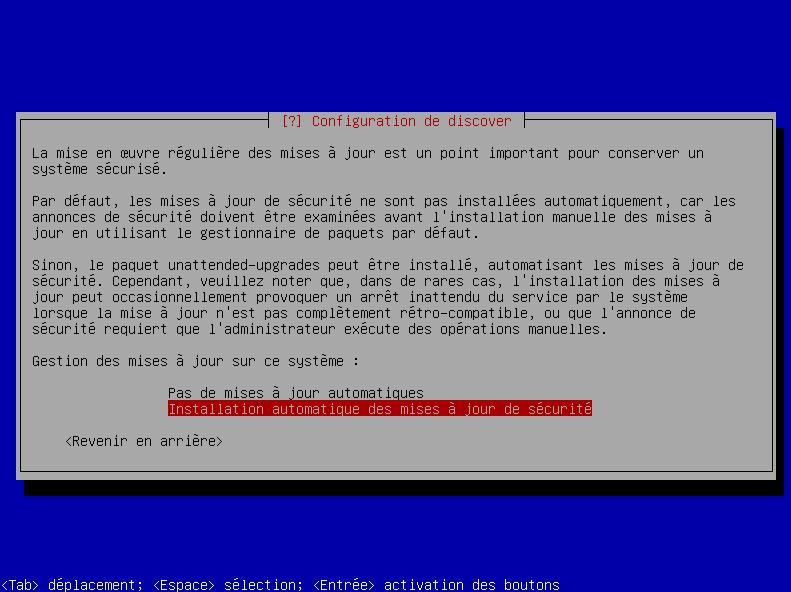 [?] Configuration de discover
La mise en œuvre régulière des mises à jour est un point important pour conserver un
système sécurisé.
Par défaut, les mises à jour de sécurité ne sont pas installées automatiquement, car les
annonces de sécurité doivent être examinées avant l'installation manuelle des mises à
jour en utilisant le gestionnaire de paquets par défaut.
Sinon, le paquet unattended-upgrades peut être installé, automatisant les mises à jour de
sécurité. Cependant, veuillez noter que, dans de rares cas, l'installation des mises à
jour peut occasionnellement provoquer un arrêt inattendu du service par le système
lorsque la mise à jour n'est pas complètement rétro-compatible, ou que l'annonce de
sécurité requiert que l'administrateur exécute des opérations manuelles.
Gestion des mises à jour sur ce système :
Pas de mises à jour automatiques
Installation automatique des mises à jour de sécurité
<Revenir en arrière>
<Tab> déplacement; <Espace> sélection; <Entrée> activation des boutons